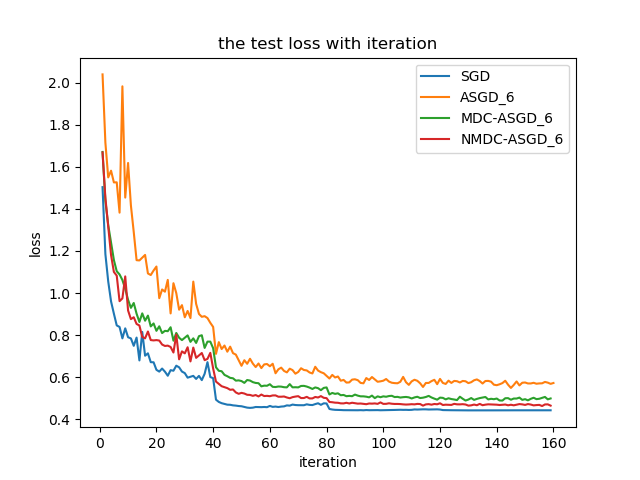 the test loss with iteration
SGD
ASGD_6
MDC-ASGD_6
NMDC-ASGD_6
loss
2.0
1.8
1.6
1.4
1.2
1.0
0.8
0.6
0.4
0 20 40 60 80 100 120 140 160
iteration